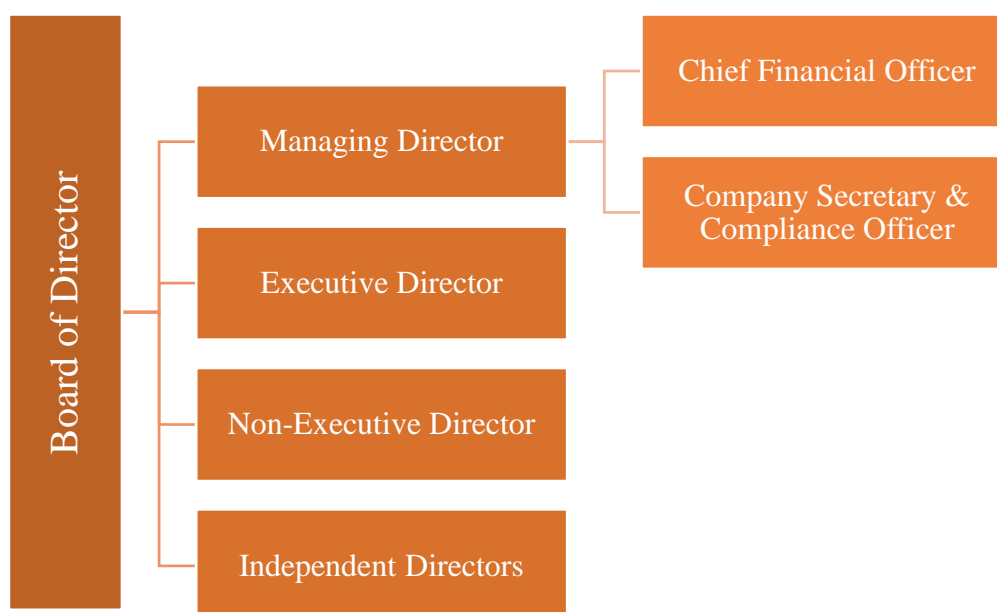 Board of Director
Managing Director
Executive Director
Non-Executive Director
Independent Directors
Chief Financial Officer
Company Secretary &
Compliance Officer